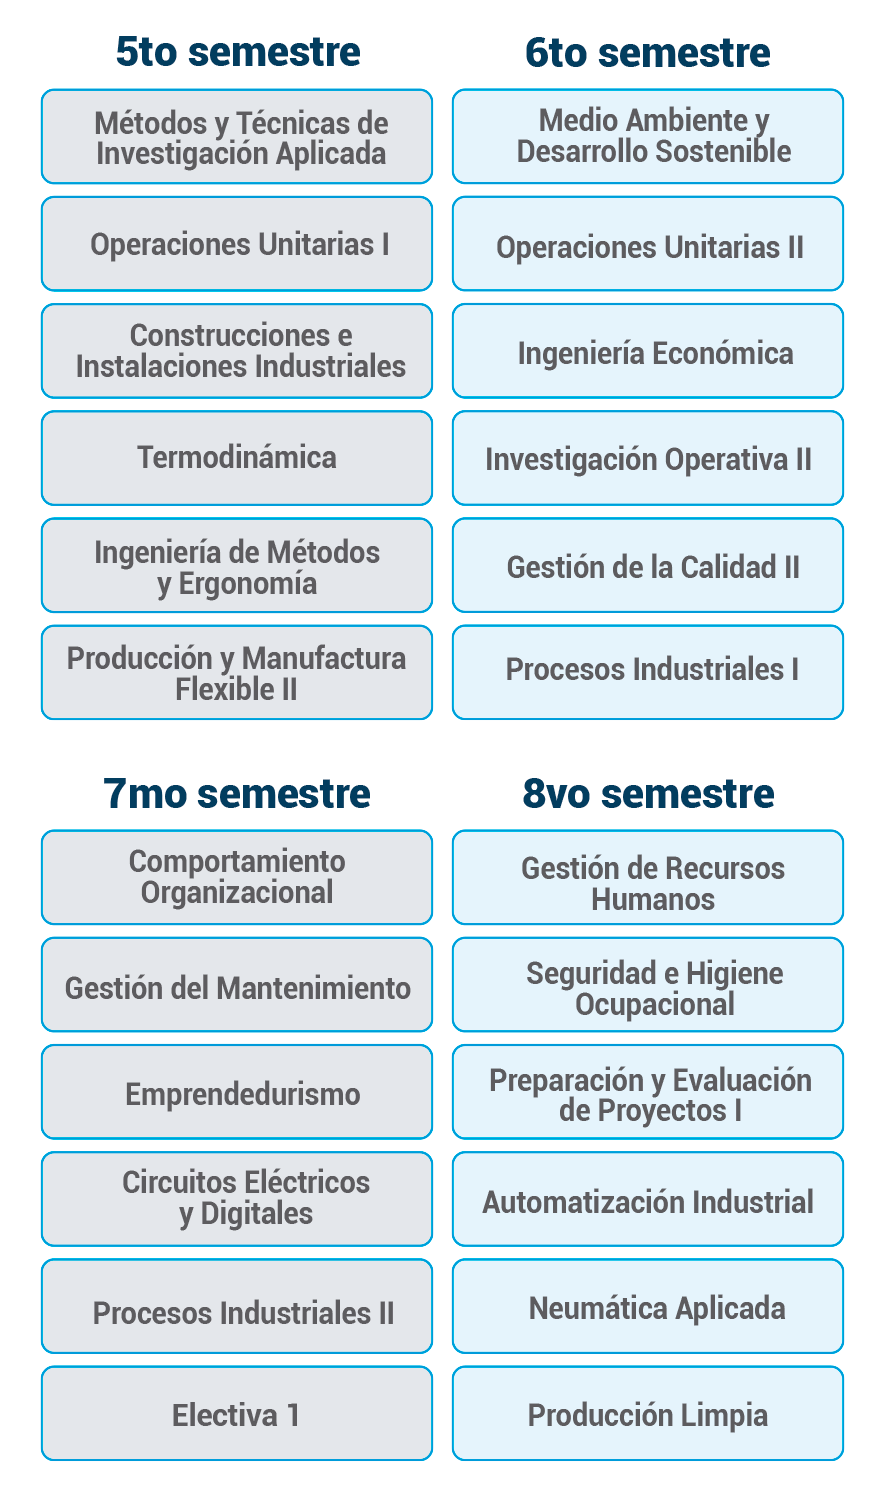 5to semestre
Métodos y Técnicas de
Investigación Aplicada
Operaciones Unitarias I
Construcciones e
Instalaciones Industriales
Termodinámica
Ingeniería de Métodos
y Ergonomía
Producción y Manufactura
Flexible II
6to semestre
Medio Ambiente y
Desarrollo Sostenible
Operaciones Unitarias II
Ingeniería Económica
Investigación Operativa II
Gestión de la Calidad II
Procesos Industriales I
7mo semestre
Comportamiento
Organizacional
Gestión del Mantenimiento
Emprendedurismo
Circuitos Eléctricos
y Digitales
Procesos Industriales II
Electiva 1
8vo semestre
Gestión de Recursos
Humanos
Seguridad e Higiene
Ocupacional
Preparación y Evaluación
de Proyectos I
Automatización Industrial
Neumática Aplicada
Producción Limpia